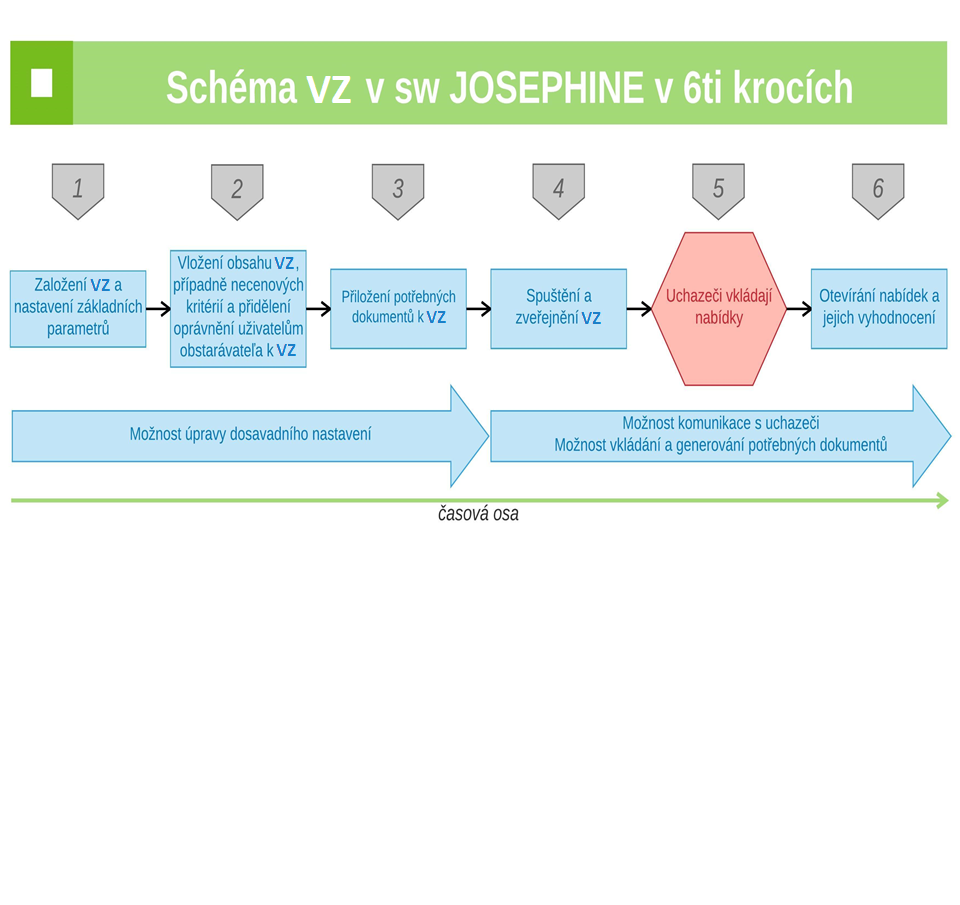 Schéma VZ v sw JOSEPHINE v 6ti krocích
1
2
3
4
5
6
Založení VZ a
nastavení základních
parametrů
Vložení obsahu VZ,
případně necenových
kritérií a přidělení
oprávnění uživatelům
obstarávateľa k VZ
Přiložení potřebných
dokumentů k VZ
Spuštění a
zveřejnění VZ
Uchazeči vkládají
nabídky
Otevírání nabídek a
jejich vyhodnocení
Možnost úpravy dosavadního nastavení
Možnost komunikace s uchazeči
Možnost vkládání a generování potřebných dokumentů
časová osa